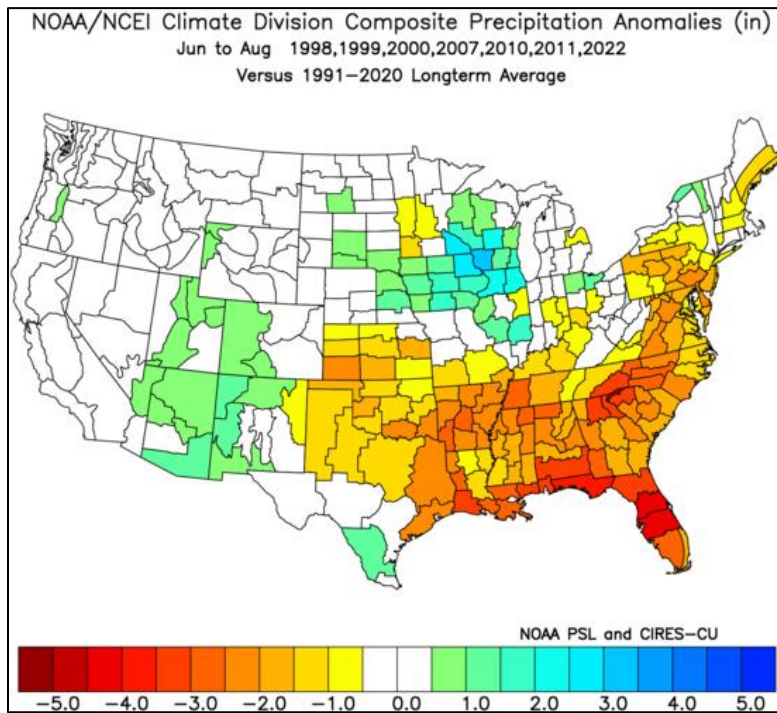 NOAA/NCEI Climate Division Composite Precipitation Anomalies (in)
Jun to Aug 1998,1999,2000,2007,2010,2011,2022
Versus 1991-2020 Longterm Average
NOAA PSL and CIRES-CU
-5.0 -4.0 -3.0 -2.0 -1.0 0.0 1.0 2.0 3.0 4.0 5.0